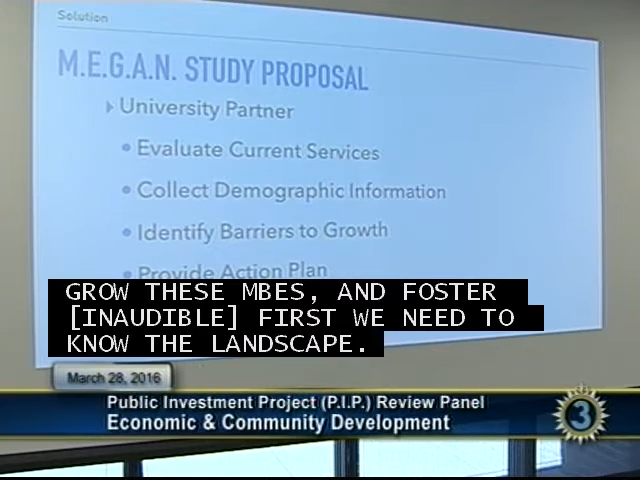 Solution
M.E.G.A.N. STUDY PROPOSAL
University Partner
Evaluate Current Services
Collect Demographic Information
Identify Barriers to Growth
Provide Action Plan
GROW THESE MBES, AND FOSTER
[INAUDIBLE] FIRST WE NEED TO
KNOW THE LANDSCAPE.
March 28, 2016
Public Investment Project (P.I.P.) Review Panel
Economic & Community Development
3